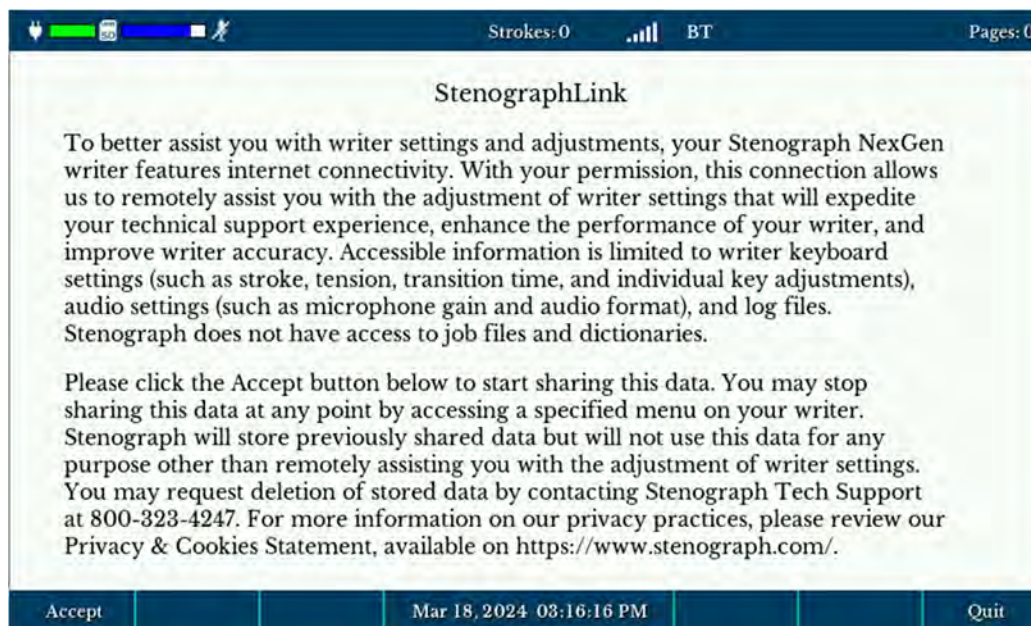 SD
Strokes: 0
BT
Pages: 0
StenographLink
To better assist you with writer settings and adjustments, your Stenograph NexGen
writer features internet connectivity. With your permission, this connection allows
us to remotely assist you with the adjustment of writer settings that will expedite
your technical support experience, enhance the performance of your writer, and
improve writer accuracy. Accessible information is limited to writer keyboard
settings (such as stroke, tension, transition time, and individual key adjustments),
audio settings (such as microphone gain and audio format), and log files.
Stenograph does not have access to job files and dictionaries.
Please click the Accept button below to start sharing this data. You may stop
sharing this data at any point by accessing a specified menu on your writer.
Stenograph will store previously shared data but will not use this data for any
purpose other than remotely assisting you with the adjustment of writer settings.
You may request deletion of stored data by contacting Stenograph Tech Support
at 800-323-4247. For more information on our privacy practices, please review our
Privacy & Cookies Statement, available on https://www.stenograph.com/.
Accept
Mar 18, 2024 03:16:16 PM
Quit